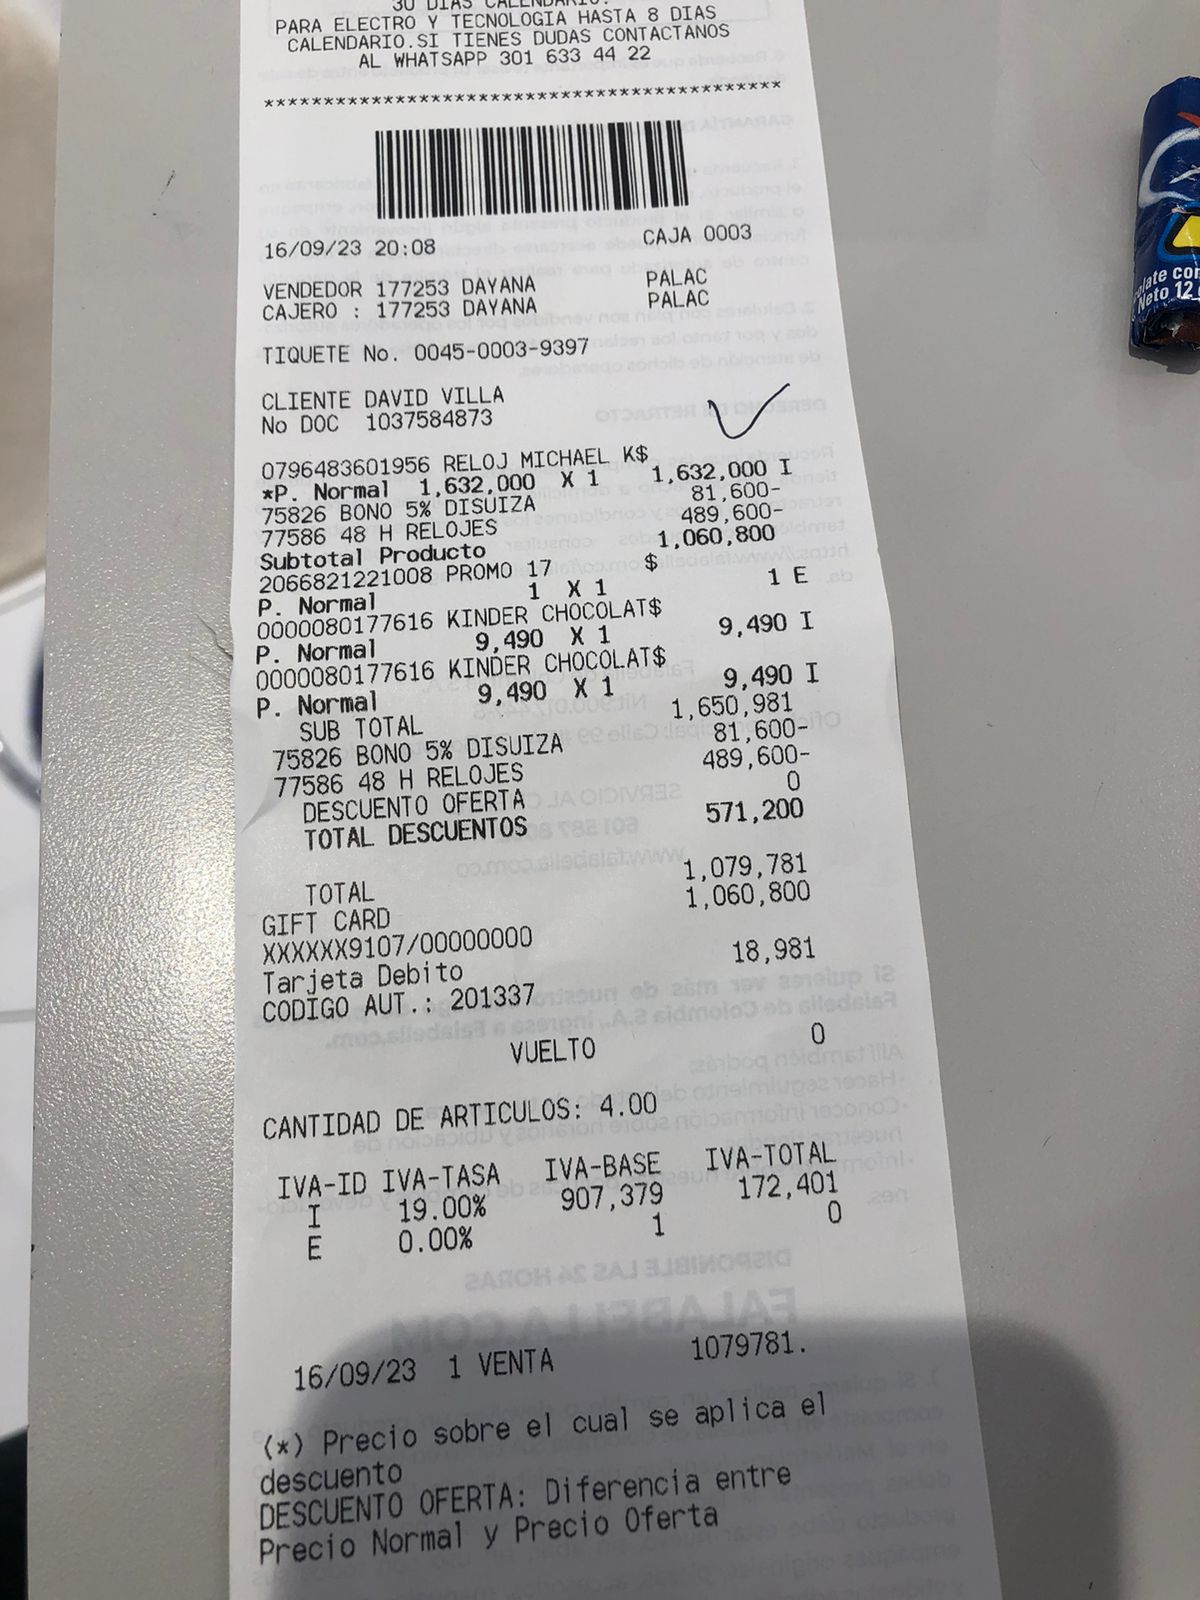 30 DIAS CALENDARIO.
PARA ELECTRO Y TECNOLOGIA HASTA 8 DIAS
CALENDARIO.SI TIENES DUDAS CONTACTANOS
AL WHATSAPP 301 633 44 22
*******************************************
16/09/23 20:08 CAJA 0003
VENDEDOR 177253 DAYANA PALAC
CAJERO : 177253 DAYANA PALAC
TIQUETE No. 0045-0003-9397
CLIENTE DAVID VILLA
No DOC 1037584873
0796483601956 RELOJ MICHAEL K$
*P. Normal 1,632,000 X 1 1,632,000 I
75826 BONO 5% DISUIZA 81,600-
77586 48 H RELOJES 489,600-
Subtotal Producto 1,060,800
2066821221008 PROMO 17 $
P. Normal 1 X 1 1 E
0000080177616 KINDER CHOCOLAT$
P. Normal 9,490 X 1 9,490 I
0000080177616 KINDER CHOCOLAT$
P. Normal 9,490 X 1 9,490 I
SUB TOTAL 1,650,981
75826 BONO 5% DISUIZA 81,600-
77586 48 H RELOJES 489,600-
DESCUENTO OFERTA 0
TOTAL DESCUENTOS 571,200
TOTAL 1,079,781
GIFT CARD 1,060,800
XXXXXX9107/00000000
Tarjeta Debito 18,981
CODIGO AUT.: 201337
VUELTO 0
CANTIDAD DE ARTICULOS: 4.00
IVA-ID IVA-TASA IVA-BASE IVA-TOTAL
I 19.00% 907,379 172,401
E 0.00% 1 0
16/09/23 1 VENTA 1079781.
(*) Precio sobre el cual se aplica el
descuento
DESCUENTO OFERTA: Diferencia entre
Precio Normal y Precio Oferta